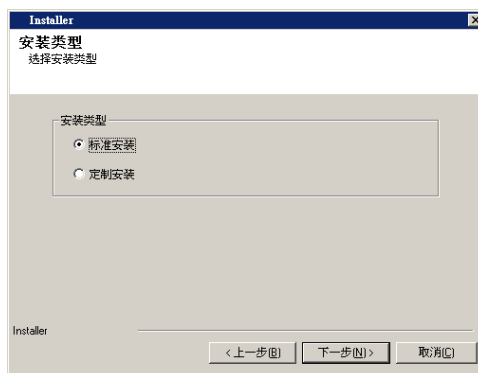 Installer
安装类型
选择安装类型
安装类型
标准安装
定制安装
Installer
<上一步(B) 下一步(N)> 取消(C)